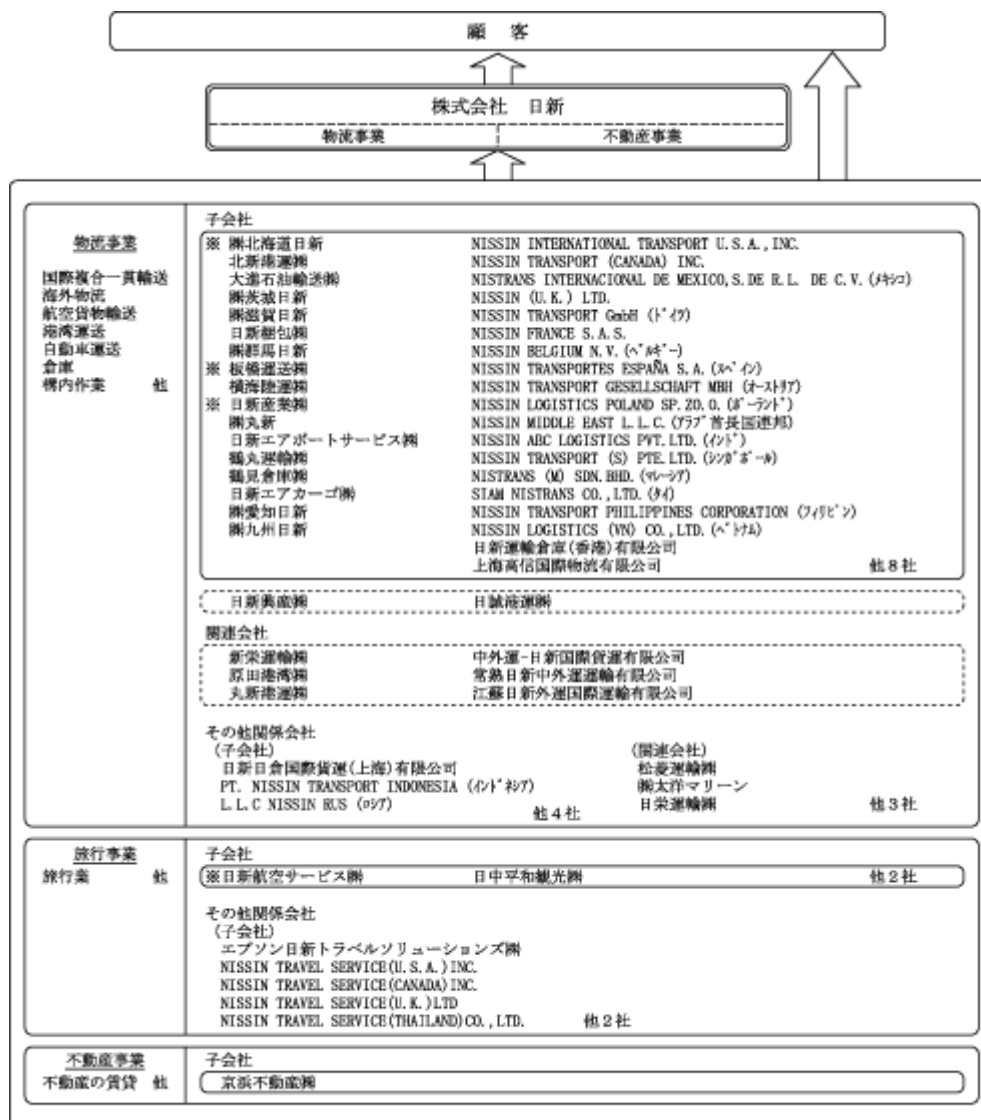 顧 客
株式会社 日新
物流事業 不動産事業
物流事業
国際複合一貫輸送
海外物流
航空貨物輸送
港湾運送
自動車運送
倉庫
構内作業 他
子会社
※ ㈱北海道日新 NISSIN INTERNATIONAL TRANSPORT U.S.A.,INC.
北新港運㈱ NISSIN TRANSPORT (CANADA) INC.
大進石油輸送㈱ NISTRANS INTERNACIONAL DE MEXICO,S.DE R.L. DE C.V.(ﾒｷｼｺ)
㈱茨城日新 NISSIN (U.K.) LTD.
㈱滋賀日新 NISSIN TRANSPORT GmbH (ﾄﾞｲﾂ)
日新梱包㈱ NISSIN FRANCE S.A.S.
㈱群馬日新 NISSIN BELGIUM N.V.(ﾍﾞﾙｷﾞｰ)
※ 板橋運送㈱ NISSIN TRANSPORTES ESPAÑA S.A.(ｽﾍﾟｲﾝ)
横海陸運㈱ NISSIN TRANSPORT GESELLSCHAFT MBH (ｵｰｽﾄﾘｱ)
※ 日新産業㈱ NISSIN LOGISTICS POLAND SP.ZO.O.(ﾎﾟｰﾗﾝﾄﾞ)
㈱丸新 NISSIN MIDDLE EAST L.L.C.(ｱﾗﾌﾞ首長国連邦)
日新エアポートサービス㈱ NISSIN ABC LOGISTICS PVT.LTD.(ｲﾝﾄﾞ)
鶴丸運輸㈱ NISSIN TRANSPORT (S) PTE.LTD.(ｼﾝｶﾞﾎﾟｰﾙ)
鶴見倉庫㈱ NISTRANS (M) SDN.BHD.(ﾏﾚｰｼｱ)
日新エアカーゴ㈱ SIAM NISTRANS CO.,LTD.(ﾀｲ)
㈱愛知日新 NISSIN TRANSPORT PHILIPPINES CORPORATION (ﾌｨﾘﾋﾟﾝ)
㈱九州日新 NISSIN LOGISTICS (VN) CO.,LTD.(ﾍﾞﾄﾅﾑ)
日新運輸倉庫(香港)有限公司
上海高信国際物流有限公司 他８社
日新興産㈱ 日誠港運㈱
関連会社
新栄運輸㈱ 中外運-日新国際貨運有限公司
原田港湾㈱ 常熟日新中外運運輸有限公司
丸新港運㈱ 江蘇日新外運国際運輸有限公司
その他関係会社
(子会社) (関連会社)
日新日倉国際貨運(上海)有限公司 松菱運輸㈱
PT. NISSIN TRANSPORT INDONESIA (ｲﾝﾄﾞﾈｼｱ) ㈱太洋マリーン
L.L.C NISSIN RUS (ﾛｼｱ) 他４社 日栄運輸㈱ 他３社
旅行事業
旅行業 他
子会社
※日新航空サービス㈱ 日中平和観光㈱ 他２社
その他関係会社
(子会社)
エプソン日新トラベルソリューションズ㈱
NISSIN TRAVEL SERVICE(U.S.A.)INC.
NISSIN TRAVEL SERVICE(CANADA)INC.
NISSIN TRAVEL SERVICE(U.K.)LTD
NISSIN TRAVEL SERVICE(THAILAND)CO.,LTD. 他２社
不動産事業
不動産の賃貸 他
子会社
京浜不動産㈱